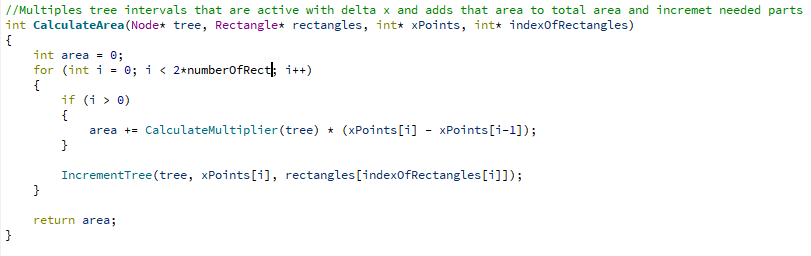 //Multiples tree intervals that are active with delta x and adds that area to total area and incremet needed parts
int CalculateArea(Node* tree, Rectangle* rectangles, int* xPoints, int* indexOfRectangles)
{
    int area = 0;
    for (int i = 0; i < 2*numberOfRect; i++)
    {
        if (i > 0)
        {
            area += CalculateMultiplier(tree) * (xPoints[i] - xPoints[i-1]);
        }

        IncrementTree(tree, xPoints[i], rectangles[indexOfRectangles[i]]);
    }

    return area;
}